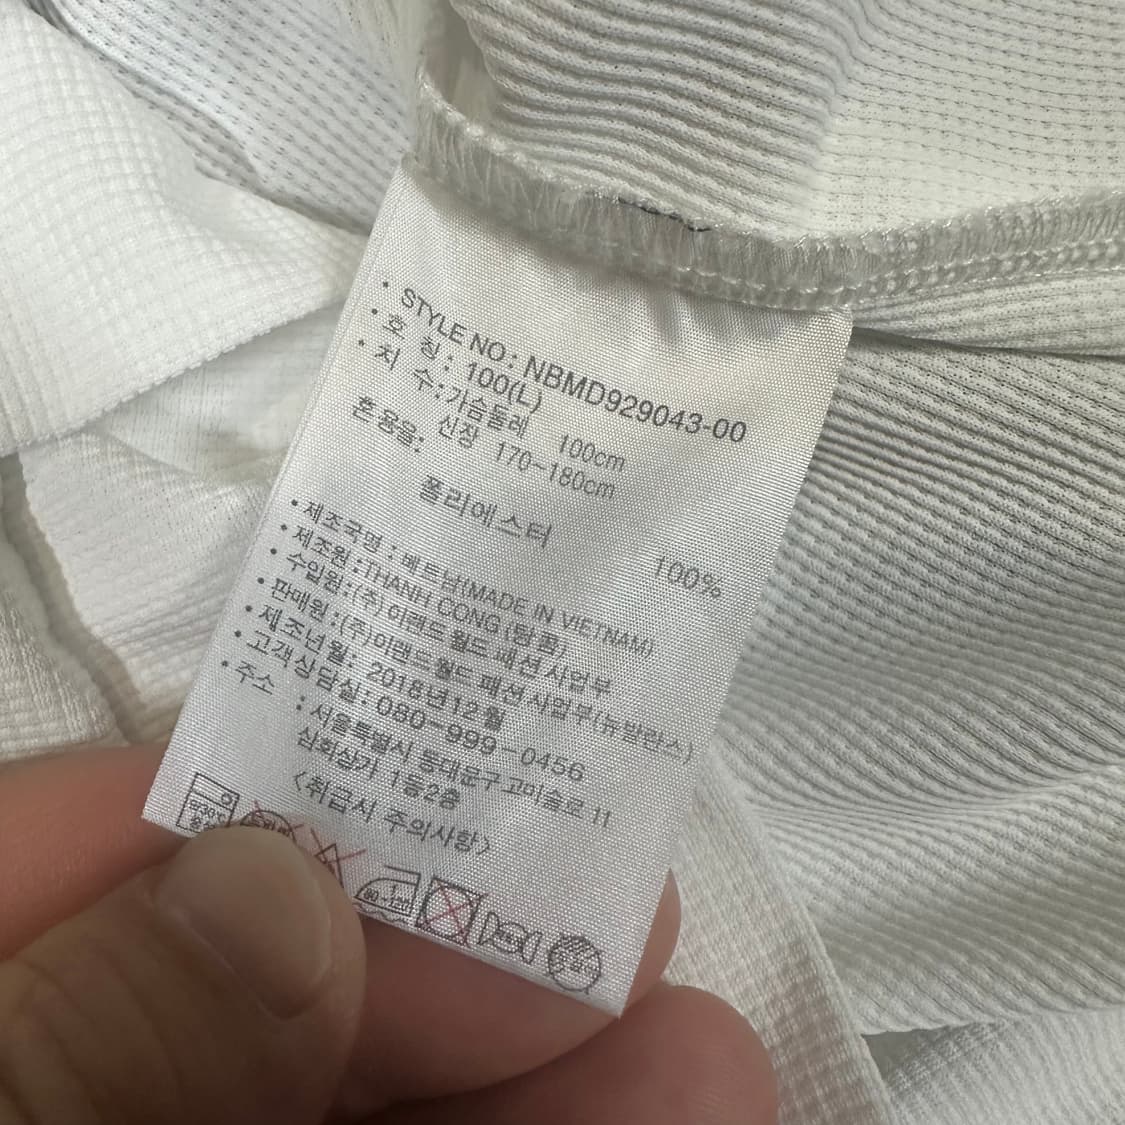 • STYLE NO: NBMD929043-00
• 호 칭: 100(L)
• 치 수: 가슴둘레 100cm
신장 170-180cm
혼용율:
폴리에스터 100%
• 제조국명: 베트남(MADE IN VIETNAM)
• 제조원: THANH CONG (탕콤)
• 수입원: (주)이랜드월드 패션사업부
• 판매원: (주)이랜드월드 패션사업부(뉴발란스)
• 제조년월: 2018년12월
• 고객상담실: 080-999-0456
• 주소 : 서울특별시 동대문구고미술로 11
삼희상가 1동2층
<취급시 주의사항>